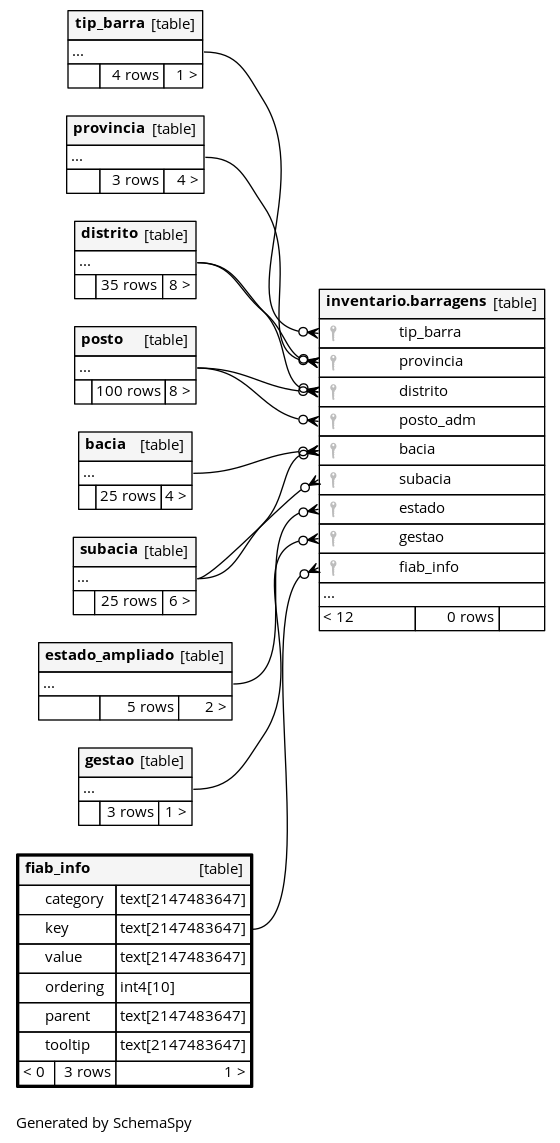 tip_barra [table]
...
4 rows 1 >
provincia [table]
...
3 rows 4 >
distrito [table]
...
35 rows 8 >
posto [table]
...
100 rows 8 >
bacia [table]
...
25 rows 4 >
subacia [table]
...
25 rows 6 >
estado_ampliado [table]
...
5 rows 2 >
gestao [table]
...
3 rows 1 >
fiab_info [table]
category text[2147483647]
key text[2147483647]
value text[2147483647]
ordering int4[10]
parent text[2147483647]
tooltip text[2147483647]
< 0 3 rows 1 >
inventario.barragens [table]
tip_barra
provincia
distrito
posto_adm
bacia
subacia
estado
gestao
fiab_info
...
< 12 0 rows
Generated by SchemaSpy